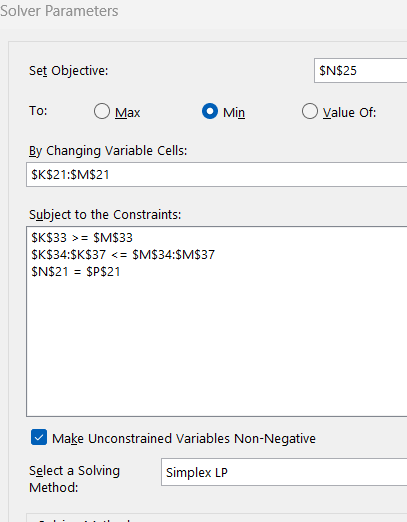 Solver Parameters
Set Objective:
$N$25
To:
Max
Min
Value Of:
By Changing Variable Cells:
$K$21:$M$21
Subject to the Constraints:
$K$33 >= $M$33
$K$34:$K$37 <= $M$34:$M$37
$N$21 = $P$21
Make Unconstrained Variables Non-Negative
Select a Solving Method:
Simplex LP